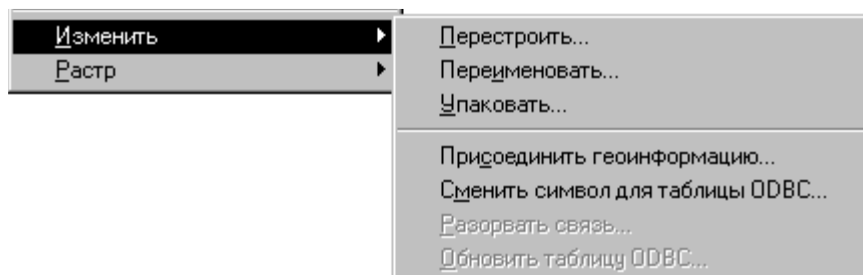 Изменить
Растр
Перестроить...
Переименовать...
Упаковать...
Присоединить геоинформацию...
Сменить символ для таблицы ODBC...
Разорвать связь...
Обновить таблицу ODBC...